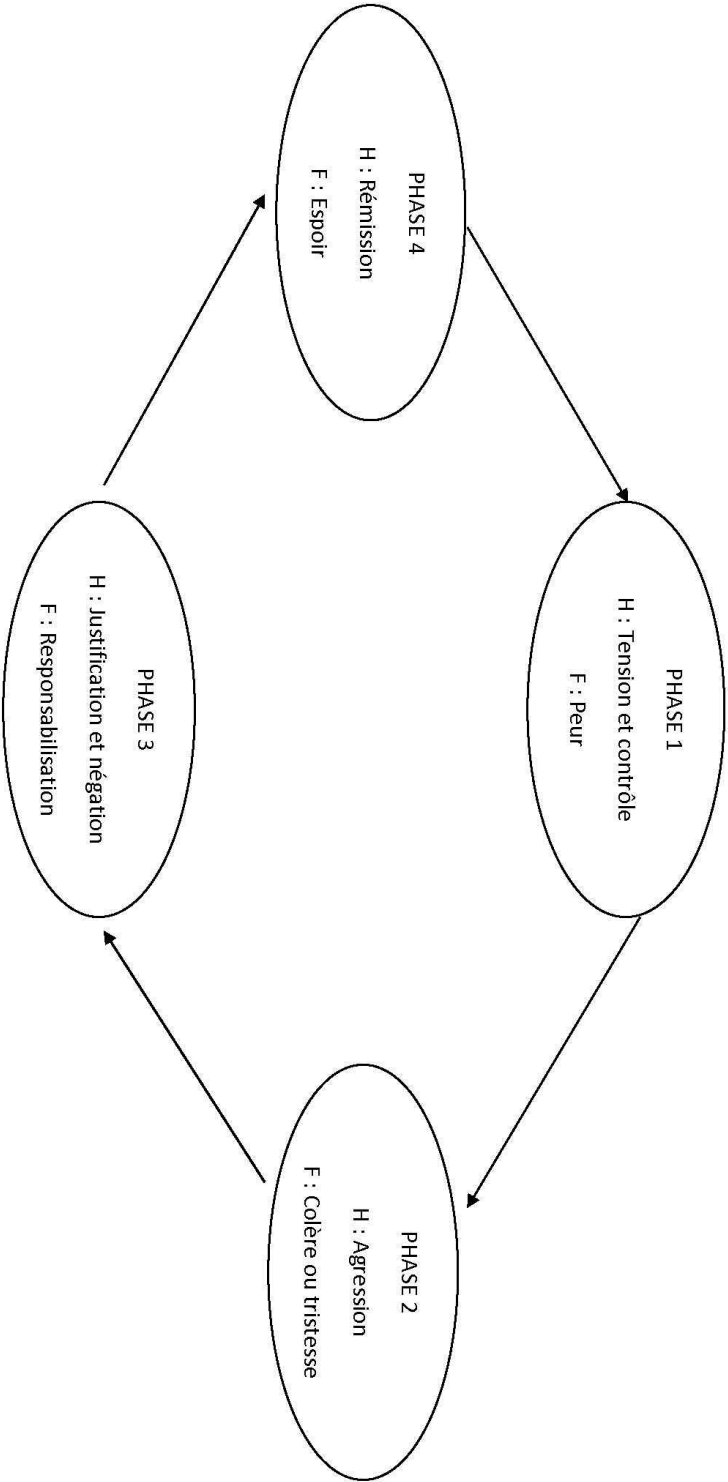 PHASE 1
H : Tension et contrôle
F : Peur
PHASE 2
H : Agression
F : Colère ou tristesse
PHASE 3
H : Justification et négation
F : Responsabilisation
PHASE 4
H : Rémission
F : Espoir